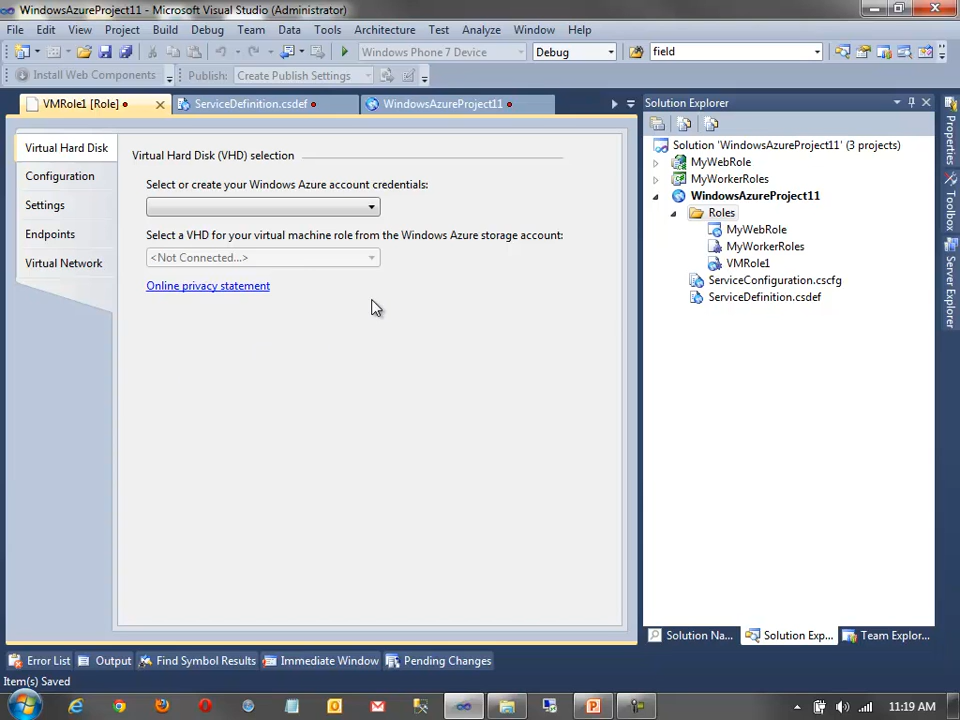 WindowsAzureProject11 - Microsoft Visual Studio (Administrator)
File Edit View Project Build Debug Team Data Tools Architecture Test Analyze Window Help
Windows Phone 7 Device Debug field
Install Web Components Publish: Create Publish Settings
VMRole1 [Role] ServiceDefinition.csdef WindowsAzureProject11
Virtual Hard Disk
Configuration
Settings
Endpoints
Virtual Network
Virtual Hard Disk (VHD) selection
Select or create your Windows Azure account credentials:
Select a VHD for your virtual machine role from the Windows Azure storage account:
<Not Connected...>
Online privacy statement
Solution Explorer
Solution 'WindowsAzureProject11' (3 projects)
MyWebRole
MyWorkerRoles
WindowsAzureProject11
Roles
MyWebRole
MyWorkerRoles
VMRole1
ServiceConfiguration.cscfg
ServiceDefinition.csdef
Solution Na... Solution Exp... Team Explor...
Properties
Toolbox
Server Explorer
Error List Output Find Symbol Results Immediate Window Pending Changes
Item(s) Saved
11:19 AM